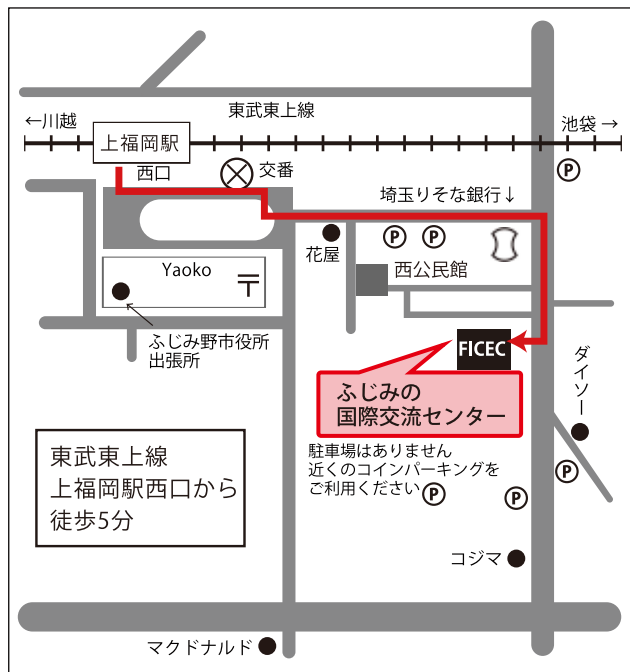 東武東上線
←川越
池袋→
上福岡駅
西口
交番
P
埼玉りそな銀行↓
花屋
P
P
西公民館
Yaoko
〒
ふじみ野市役所
出張所
FICEC
ダイソー
ふじみの
国際交流センター
駐車場はありません
近くのコインパーキングを
ご利用ください
P
P
P
東武東上線
上福岡駅西口から
徒歩5分
コジマ
マクドナルド